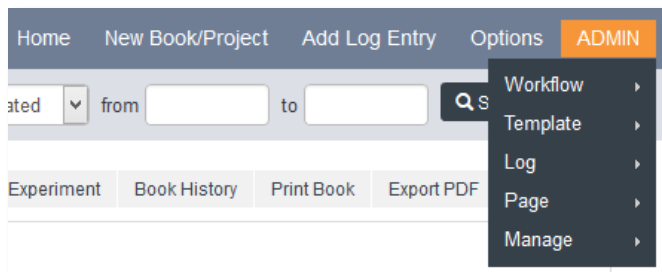 Home New Book/Project Add Log Entry Options ADMIN
from to
Workflow
Template
Log
Experiment Book History Print Book Export PDF
Page
Manage